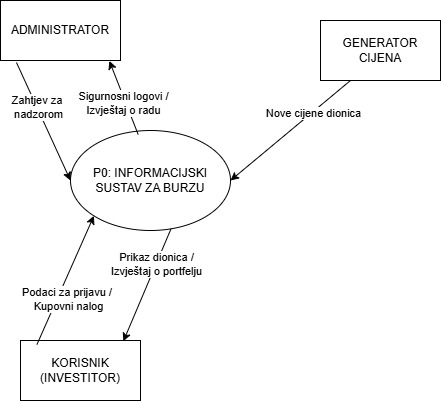 ADMINISTRATOR
GENERATOR
CIJENA
Zahtjev za
nadzorom
Sigurnosni logovi /
Izvještaj o radu
Nove cijene dionica
P0: INFORMACIJSKI
SUSTAV ZA BURZU
Prikaz dionica /
Izvještaj o portfelju
Podaci za prijavu /
Kupovni nalog
KORISNIK
(INVESTITOR)